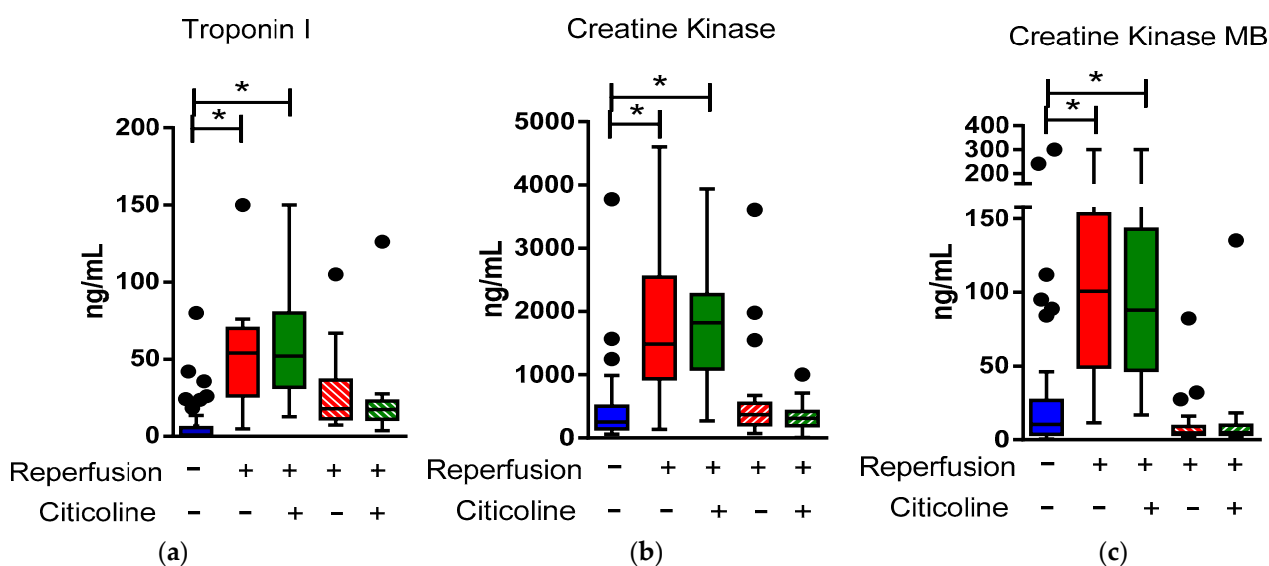 Troponin I
* *
ng/mL
200
150
100
50
0
Reperfusion − + + + +
Citicoline − − + − +
(a)
Creatine Kinase
* *
ng/mL
5000
4000
3000
2000
1000
0
Reperfusion − + + + +
Citicoline − − + − +
(b)
Creatine Kinase MB
* *
ng/mL
400
300
200
150
100
50
0
Reperfusion − + + + +
Citicoline − − + − +
(c)